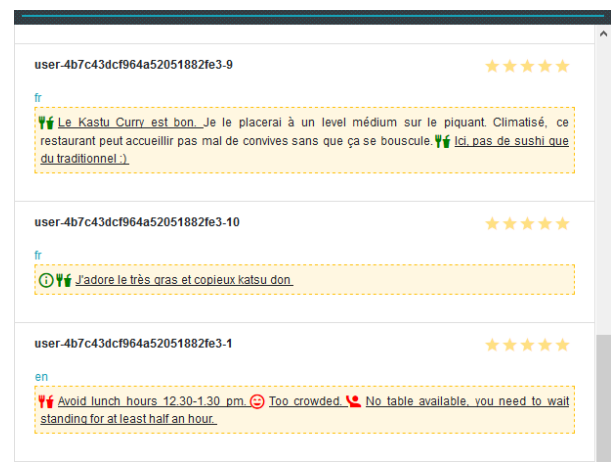 user-4b7c43dcf964a52051882fe3-9
fr
Le Kastu Curry est bon. Je le placerai à un level médium sur le piquant. Climatisé, ce
restaurant peut accueillir pas mal de convives sans que ça se bouscule. Ici, pas de sushi que
du traditionnel :)
user-4b7c43dcf964a52051882fe3-10
fr
J'adore le très gras et copieux katsu don
user-4b7c43dcf964a52051882fe3-1
en
Avoid lunch hours 12.30-1.30 pm. Too crowded. No table available, you need to wait
standing for at least half an hour.